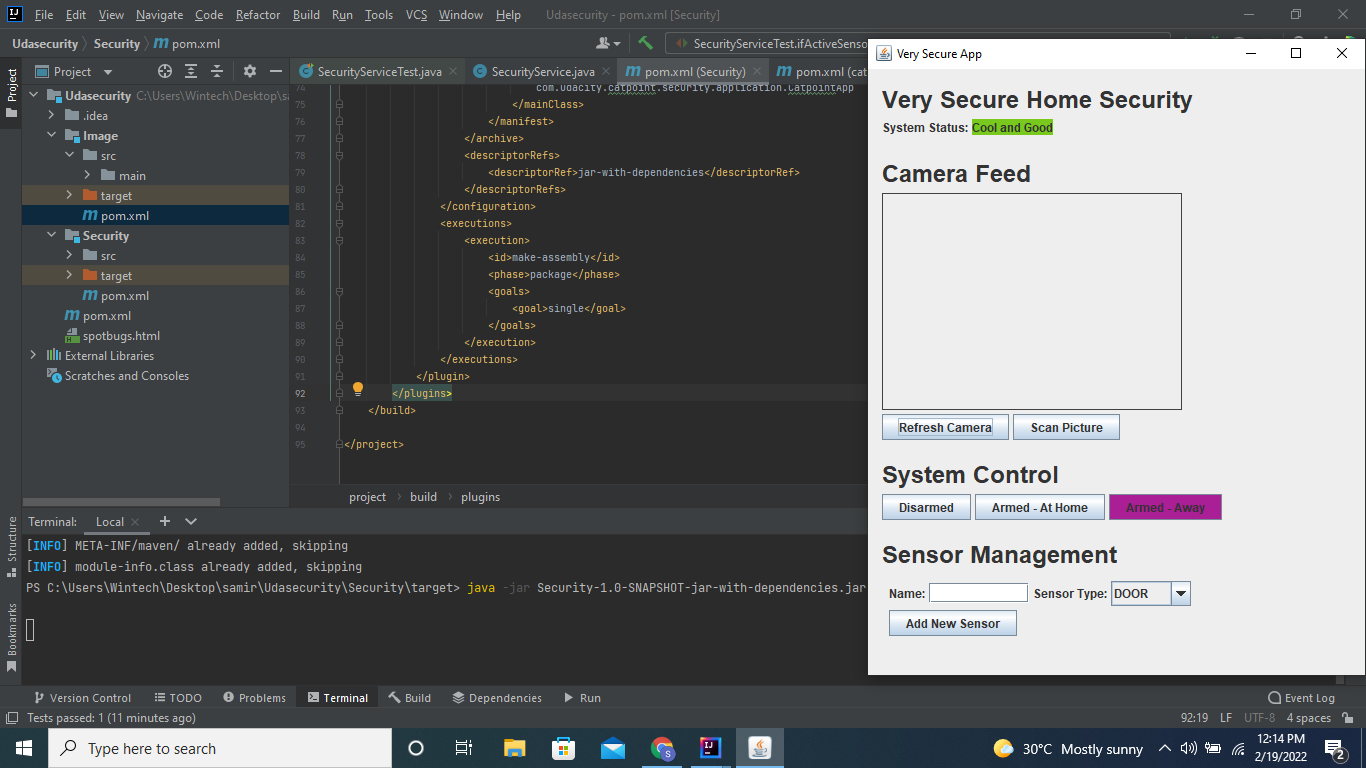 File Edit View Navigate Code Refactor Build Run Tools VCS Window Help Udasecurity - pom.xml [Security]
Udasecurity Security pom.xml SecurityServiceTest.ifActiveSenso
Project
Project
SecurityServiceTest.java SecurityService.java pom.xml (Security) pom.xml (cat
Udasecurity C:\Users\Wintech\Desktop\sa
.idea
Image
src
main
target
pom.xml
Security
src
target
pom.xml
pom.xml
spotbugs.html
External Libraries
Scratches and Consoles
74 com.udacity.catpoint.security.application.CatpointApp
75 </mainClass>
76 </manifest>
77 </archive>
78 <descriptorRefs>
79 <descriptorRef>jar-with-dependencies</descriptorRef>
80 </descriptorRefs>
81 </configuration>
82 <executions>
83 <execution>
84 <id>make-assembly</id>
85 <phase>package</phase>
86 <goals>
87 <goal>single</goal>
88 </goals>
89 </execution>
90 </executions>
91 </plugin>
92 </plugins>
93 </build>
94
95 </project>
project build plugins
Very Secure App
Very Secure Home Security
System Status: Cool and Good
Camera Feed
Refresh Camera Scan Picture
System Control
Disarmed Armed - At Home Armed - Away
Sensor Management
Name: Sensor Type: DOOR
Add New Sensor
Structure
Bookmarks
Terminal: Local
[INFO] META-INF/maven/ already added, skipping
[INFO] module-info.class already added, skipping
PS C:\Users\Wintech\Desktop\samir\Udasecurity\Security\target> java -jar Security-1.0-SNAPSHOT-jar-with-dependencies.jar
Version Control TODO Problems Terminal Build Dependencies Run Event Log
Tests passed: 1 (11 minutes ago) 92:19 LF UTF-8 4 spaces
Type here to search 30°C Mostly sunny 12:14 PM
2/19/2022 2